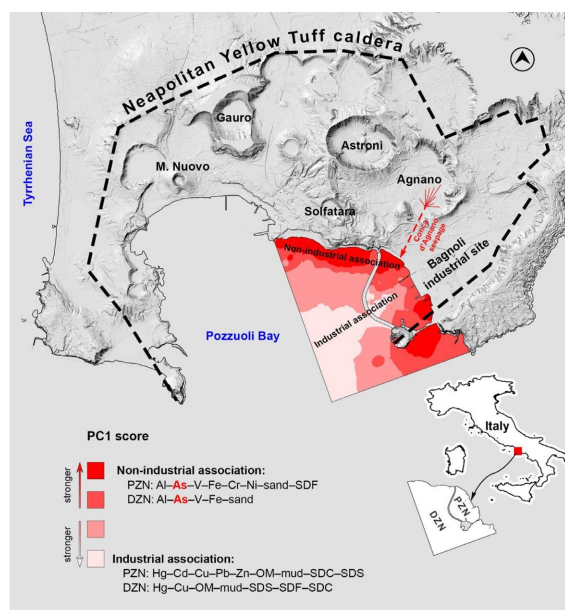 Neapolitan Yellow Tuff caldera
Tyrrhenian Sea
Gauro
Astroni
M. Nuovo
Agnano
Solfatara
Conca
d'Agnano
seepage
Bagnoli
industrial site
Non-industrial association
Industrial association
Pozzuoli Bay
Italy
PZN
DZN
PC1 score
stronger
stronger
Non-industrial association:
PZN: Al–As–V–Fe–Cr–Ni–sand–SDF
DZN: Al–As–V–Fe–sand
Industrial association:
PZN: Hg–Cd–Cu–Pb–Zn–OM–mud–SDC–SDS
DZN: Hg–Cu–OM–mud–SDS–SDF–SDC